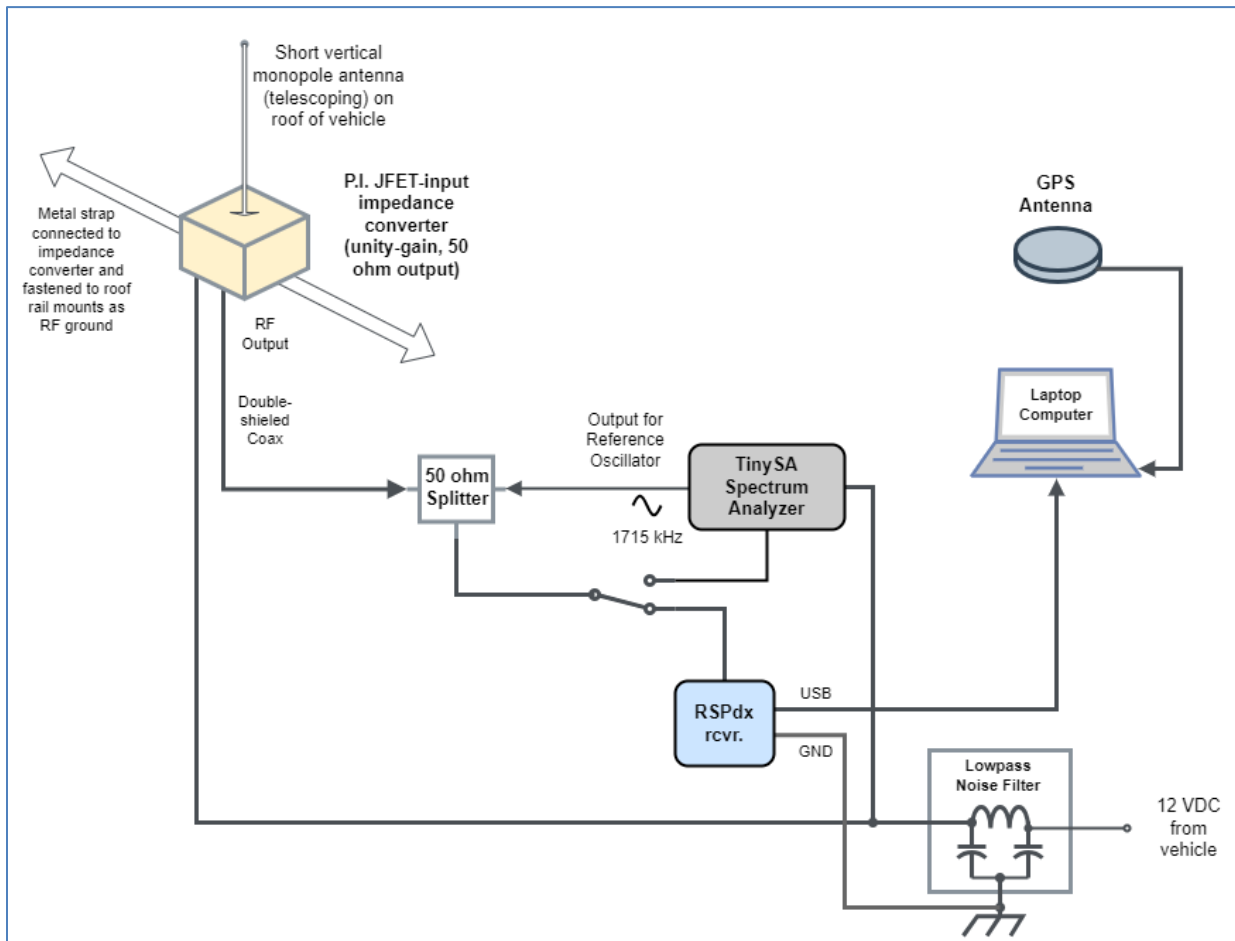 Short vertical
monopole antenna
(telescoping) on
roof of vehicle
P.I. JFET-input
impedance
converter
(unity-gain, 50
ohm output)
Metal strap
connected to
impedance
converter and
fastened to roof
rail mounts as
RF ground
GPS
Antenna
RF
Output
Double-
shieled
Coax
Output for
Reference
Oscillator
50 ohm
Splitter
TinySA
Spectrum
Analyzer
1715 kHz
Laptop
Computer
RSPdx
rcvr.
USB
GND
Lowpass
Noise Filter
12 VDC
from
vehicle